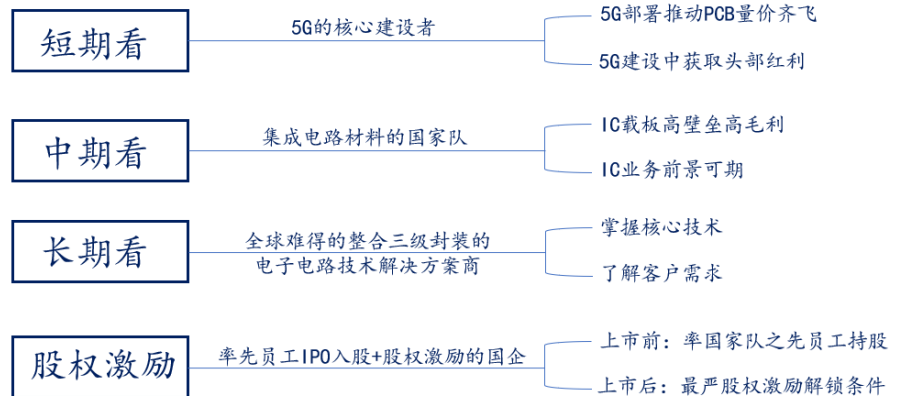 短期看
5G的核心建设者
5G部署推动PCB量价齐飞
5G建设中获取头部红利
中期看
集成电路材料的国家队
IC载板高壁垒高毛利
IC业务前景可期
长期看
全球难得的整合三级封装的
电子电路技术解决方案商
掌握核心技术
了解客户需求
股权激励
率先员工IPO入股+股权激励的国企
上市前：率国家队之先员工持股
上市后：最严股权激励解锁条件